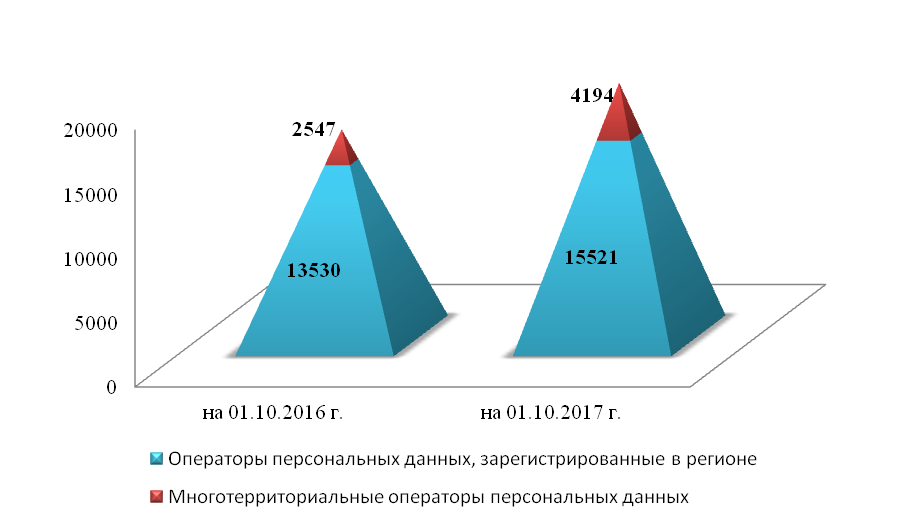 4194
2547
20000
15000
10000
5000
0
13530
15521
на 01.10.2016 г.
на 01.10.2017 г.
Операторы персональных данных, зарегистрированные в регионе
Многотерриториальные операторы персональных данных